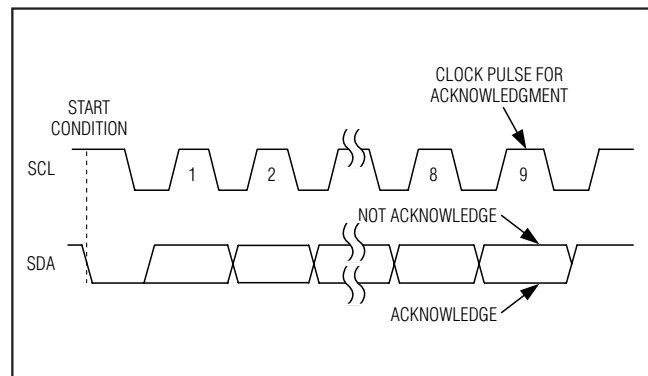 CLOCK PULSE FOR
ACKNOWLEDGMENT
START
CONDITION
SCL
1
2
8
9
NOT ACKNOWLEDGE
SDA
ACKNOWLEDGE